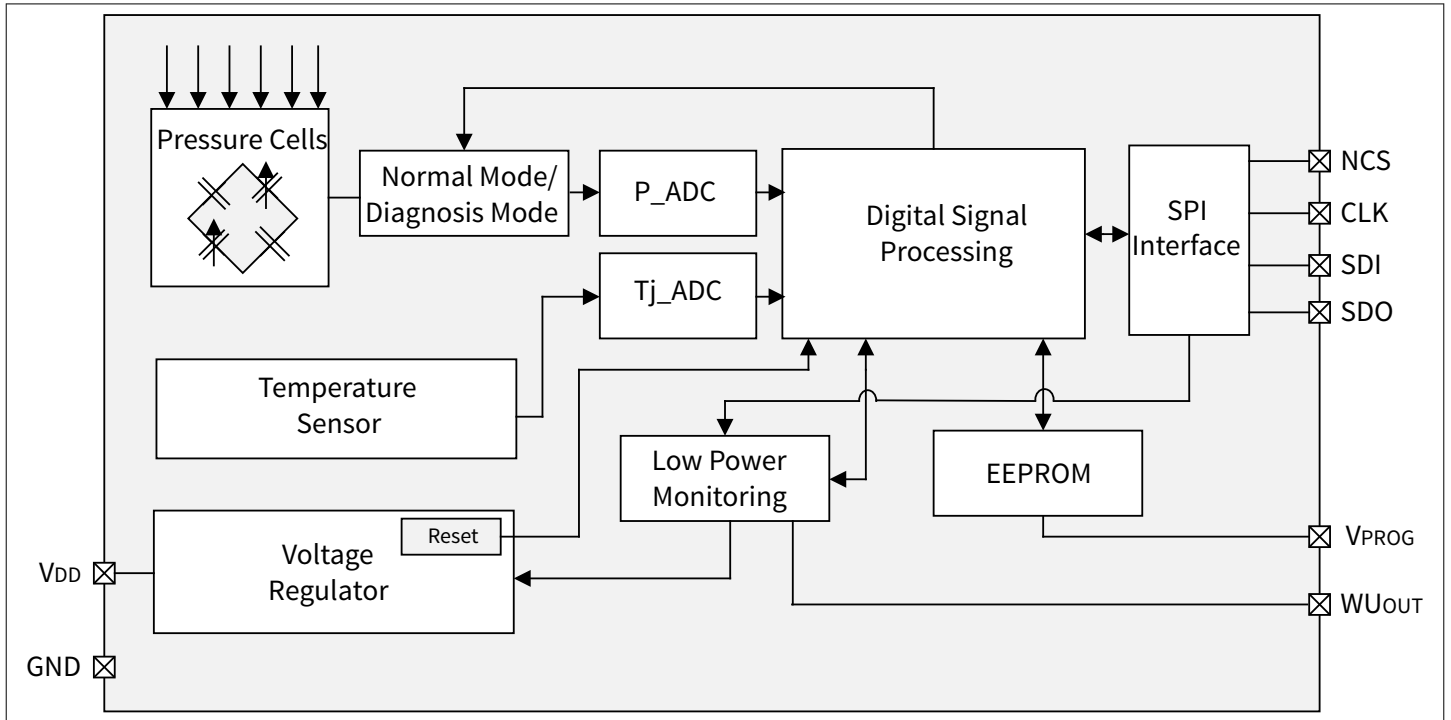 Pressure Cells
Normal Mode/
Diagnosis Mode
P_ADC
Digital Signal
Processing
SPI
Interface
NCS
CLK
SDI
SDO
Tj_ADC
Temperature
Sensor
Low Power
Monitoring
EEPROM
Reset
Voltage
Regulator
VDD
GND
VPROG
WUOUT